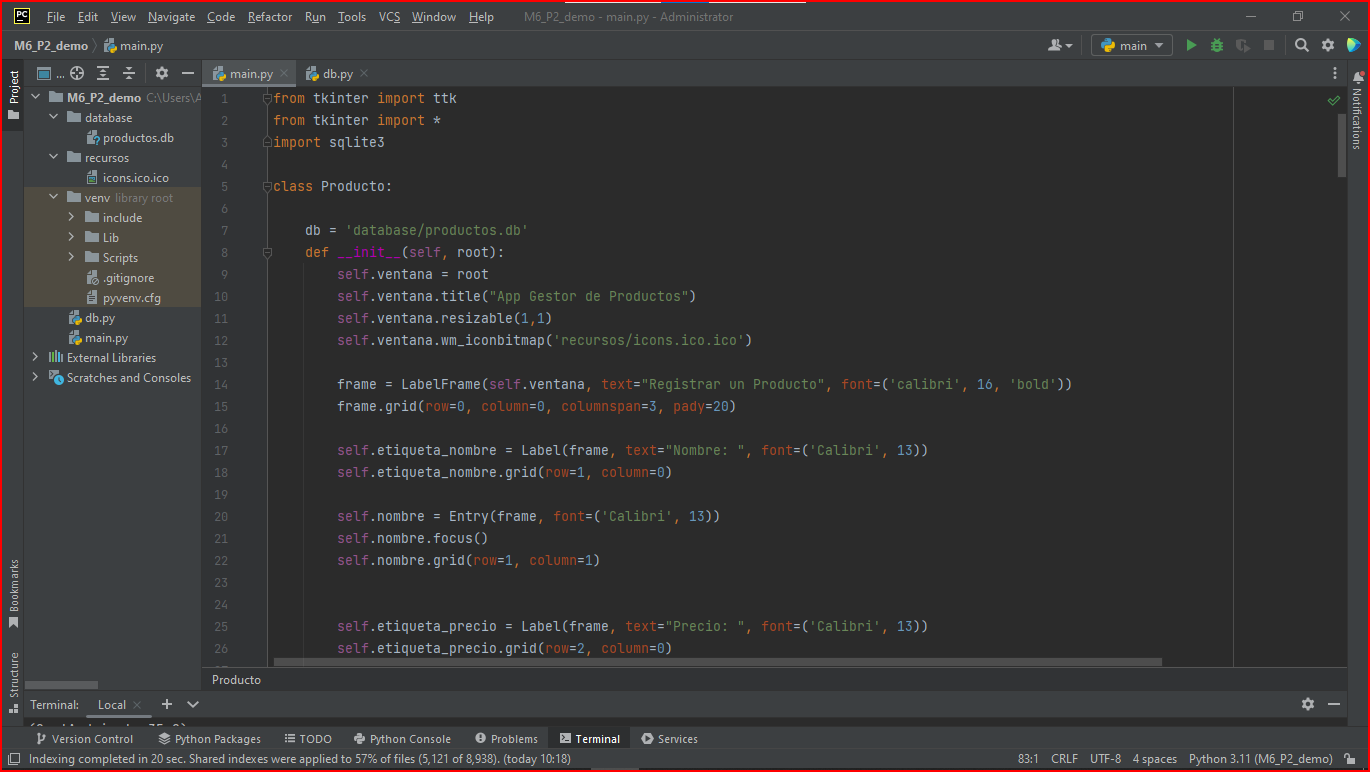 PC File Edit View Navigate Code Refactor Run Tools VCS Window Help M6_P2_demo - main.py - Administrator
M6_P2_demo main.py main
Project ... main.py db.py
M6_P2_demo C:\Users\A
database
productos.db
recursos
icons.ico.ico
venv library root
include
Lib
Scripts
.gitignore
pyvenv.cfg
db.py
main.py
External Libraries
Scratches and Consoles
1 from tkinter import ttk
2 from tkinter import *
3 import sqlite3
4
5 class Producto:
6
7 db = 'database/productos.db'
8 def __init__(self, root):
9 self.ventana = root
10 self.ventana.title("App Gestor de Productos")
11 self.ventana.resizable(1,1)
12 self.ventana.wm_iconbitmap('recursos/icons.ico.ico')
13
14 frame = LabelFrame(self.ventana, text="Registrar un Producto", font=('calibri', 16, 'bold'))
15 frame.grid(row=0, column=0, columnspan=3, pady=20)
16
17 self.etiqueta_nombre = Label(frame, text="Nombre: ", font=('Calibri', 13))
18 self.etiqueta_nombre.grid(row=1, column=0)
19
20 self.nombre = Entry(frame, font=('Calibri', 13))
21 self.nombre.focus()
22 self.nombre.grid(row=1, column=1)
23
24
25 self.etiqueta_precio = Label(frame, text="Precio: ", font=('Calibri', 13))
26 self.etiqueta_precio.grid(row=2, column=0)
Notifications
Bookmarks
Structure
Producto
Terminal: Local
Version Control Python Packages TODO Python Console Problems Terminal Services
Indexing completed in 20 sec. Shared indexes were applied to 57% of files (5,121 of 8,938). (today 10:18) 83:1 CRLF UTF-8 4 spaces Python 3.11 (M6_P2_demo)